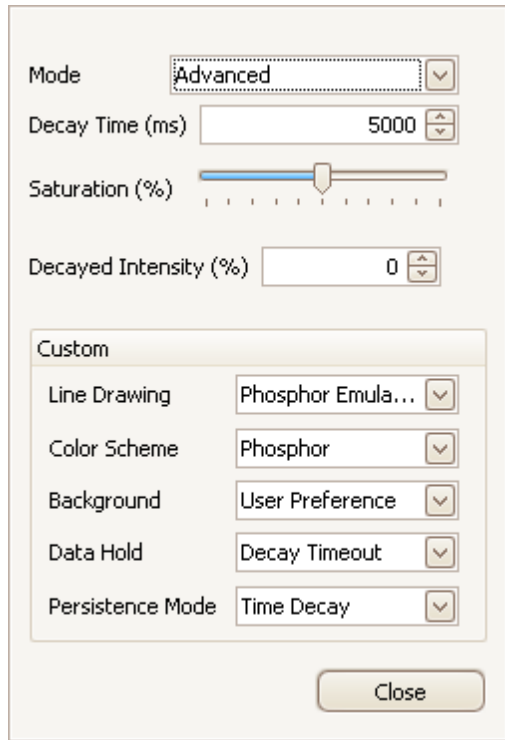 Mode Advanced
Decay Time (ms) 5000
Saturation (%)
Decayed Intensity (%) 0
Custom
Line Drawing Phosphor Emula...
Color Scheme Phosphor
Background User Preference
Data Hold Decay Timeout
Persistence Mode Time Decay
Close